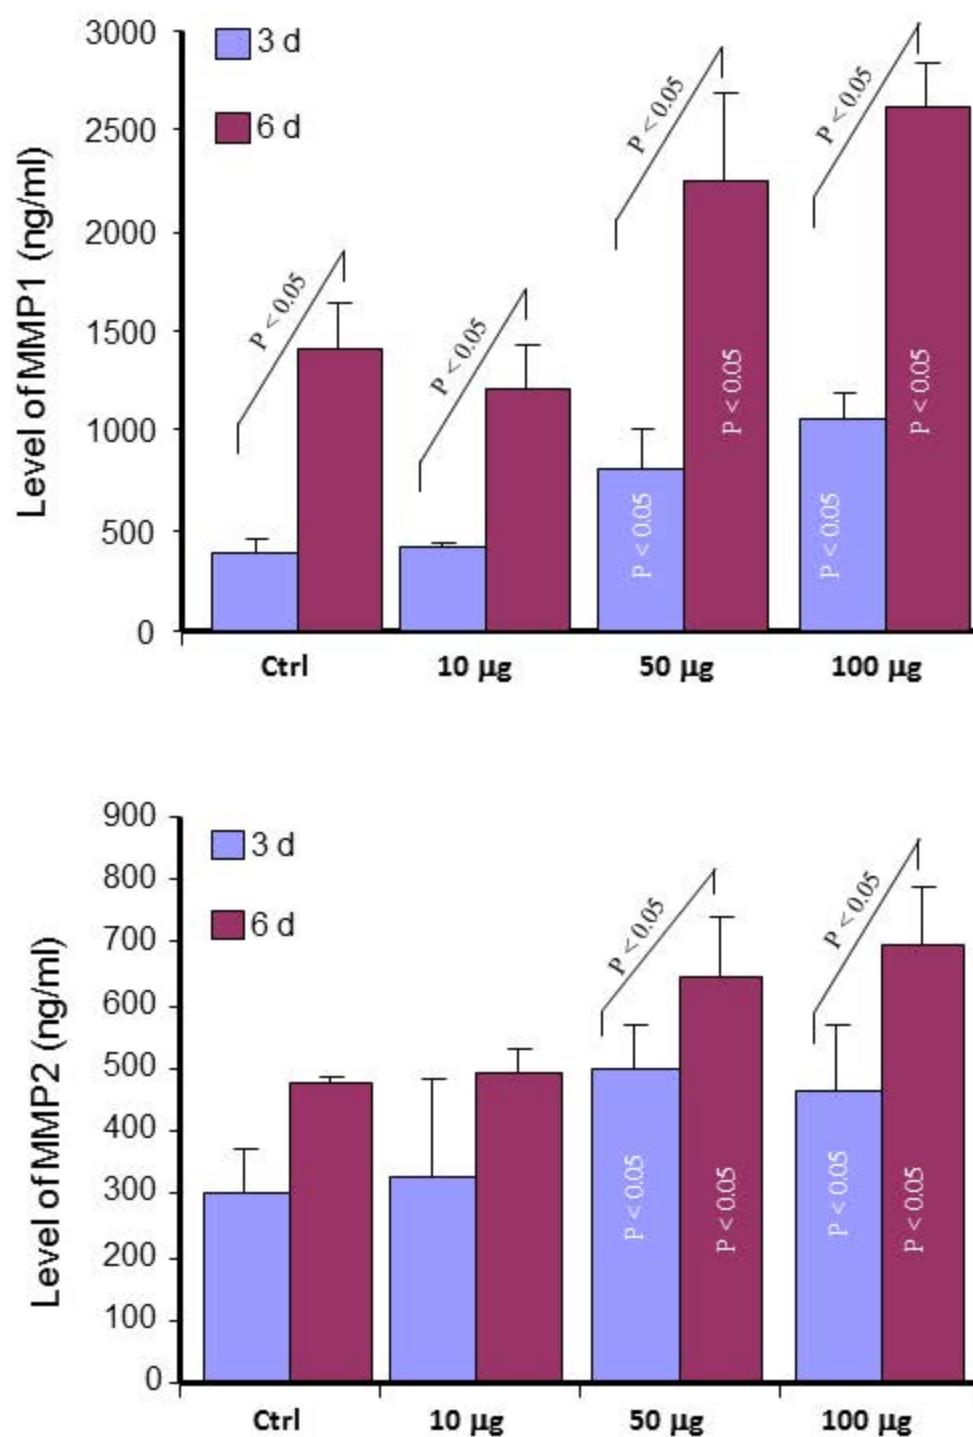 3000
2500
2000
1500
1000
500
0
Level of MMP1 (ng/ml)
3 d
6 d
P < 0.05
P < 0.05
P < 0.05
P < 0.05
P < 0.05
P < 0.05
P < 0.05
P < 0.05
Ctrl
10 µg
50 µg
100 µg
900
800
700
600
500
400
300
200
100
0
Level of MMP2 (ng/ml)
3 d
6 d
P < 0.05
P < 0.05
P < 0.05
P < 0.05
P < 0.05
P < 0.05
Ctrl
10 µg
50 µg
100 µg